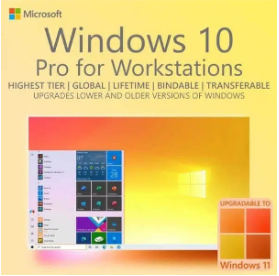 Microsoft
Windows 10
Pro for Workstations
HIGHEST TIER | GLOBAL | LIFETIME | BINDABLE | TRANSFERABLE
UPGRADES LOWER AND OLDER VERSIONS OF WINDOWS
UPGRADABLE TO
Windows 11